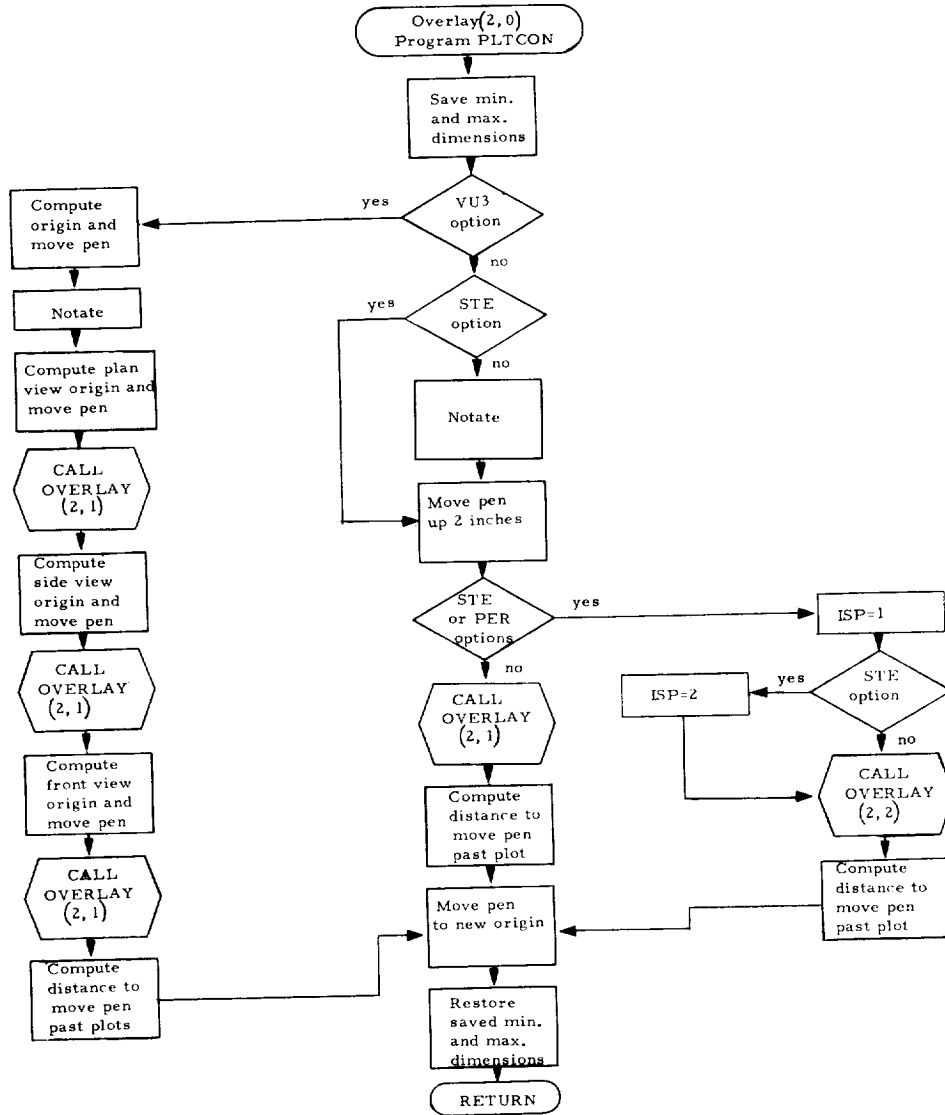 Overlay(2,0)
Program PLTCON
Save min.
and max.
dimensions
VU3
option
yes
no
Compute
origin and
move pen
Notate
Compute plan
view origin and
move pen
CALL
OVERLAY
(2,1)
Compute
side view
origin and
move pen
CALL
OVERLAY
(2,1)
Compute
front view
origin and
move pen
CALL
OVERLAY
(2,1)
Compute
distance to
move pen
past plots
yes
STE
option
no
Notate
Move pen
up 2 inches
STE
or PER
options
yes
no
CALL
OVERLAY
(2,1)
Compute
distance to
move pen
past plot
Move pen
to new origin
Restore
saved min.
and max.
dimensions
RETURN
ISP=1
STE
option
yes
no
ISP=2
CALL
OVERLAY
(2,2)
Compute
distance to
move pen
past plot